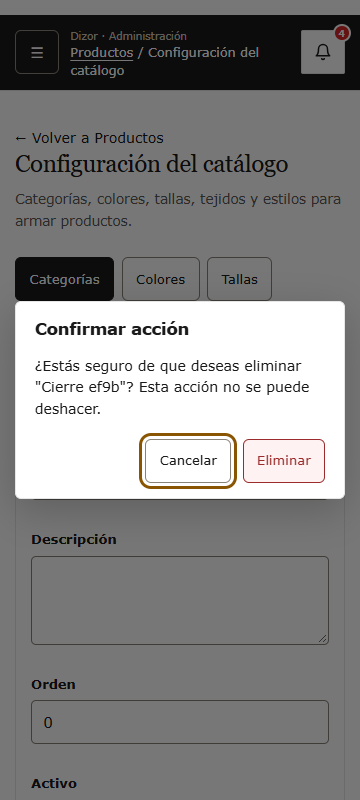 ☰
Dizor · Administración
Productos / Configuración del
catálogo
4
← Volver a Productos
Configuración del catálogo
Categorías, colores, tallas, tejidos y estilos para
armar productos.
Categorías
Colores
Tallas
Confirmar acción
¿Estás seguro de que deseas eliminar
"Cierre ef9b"? Esta acción no se puede
deshacer.
Cancelar
Eliminar
Descripción
Orden
0
Activo